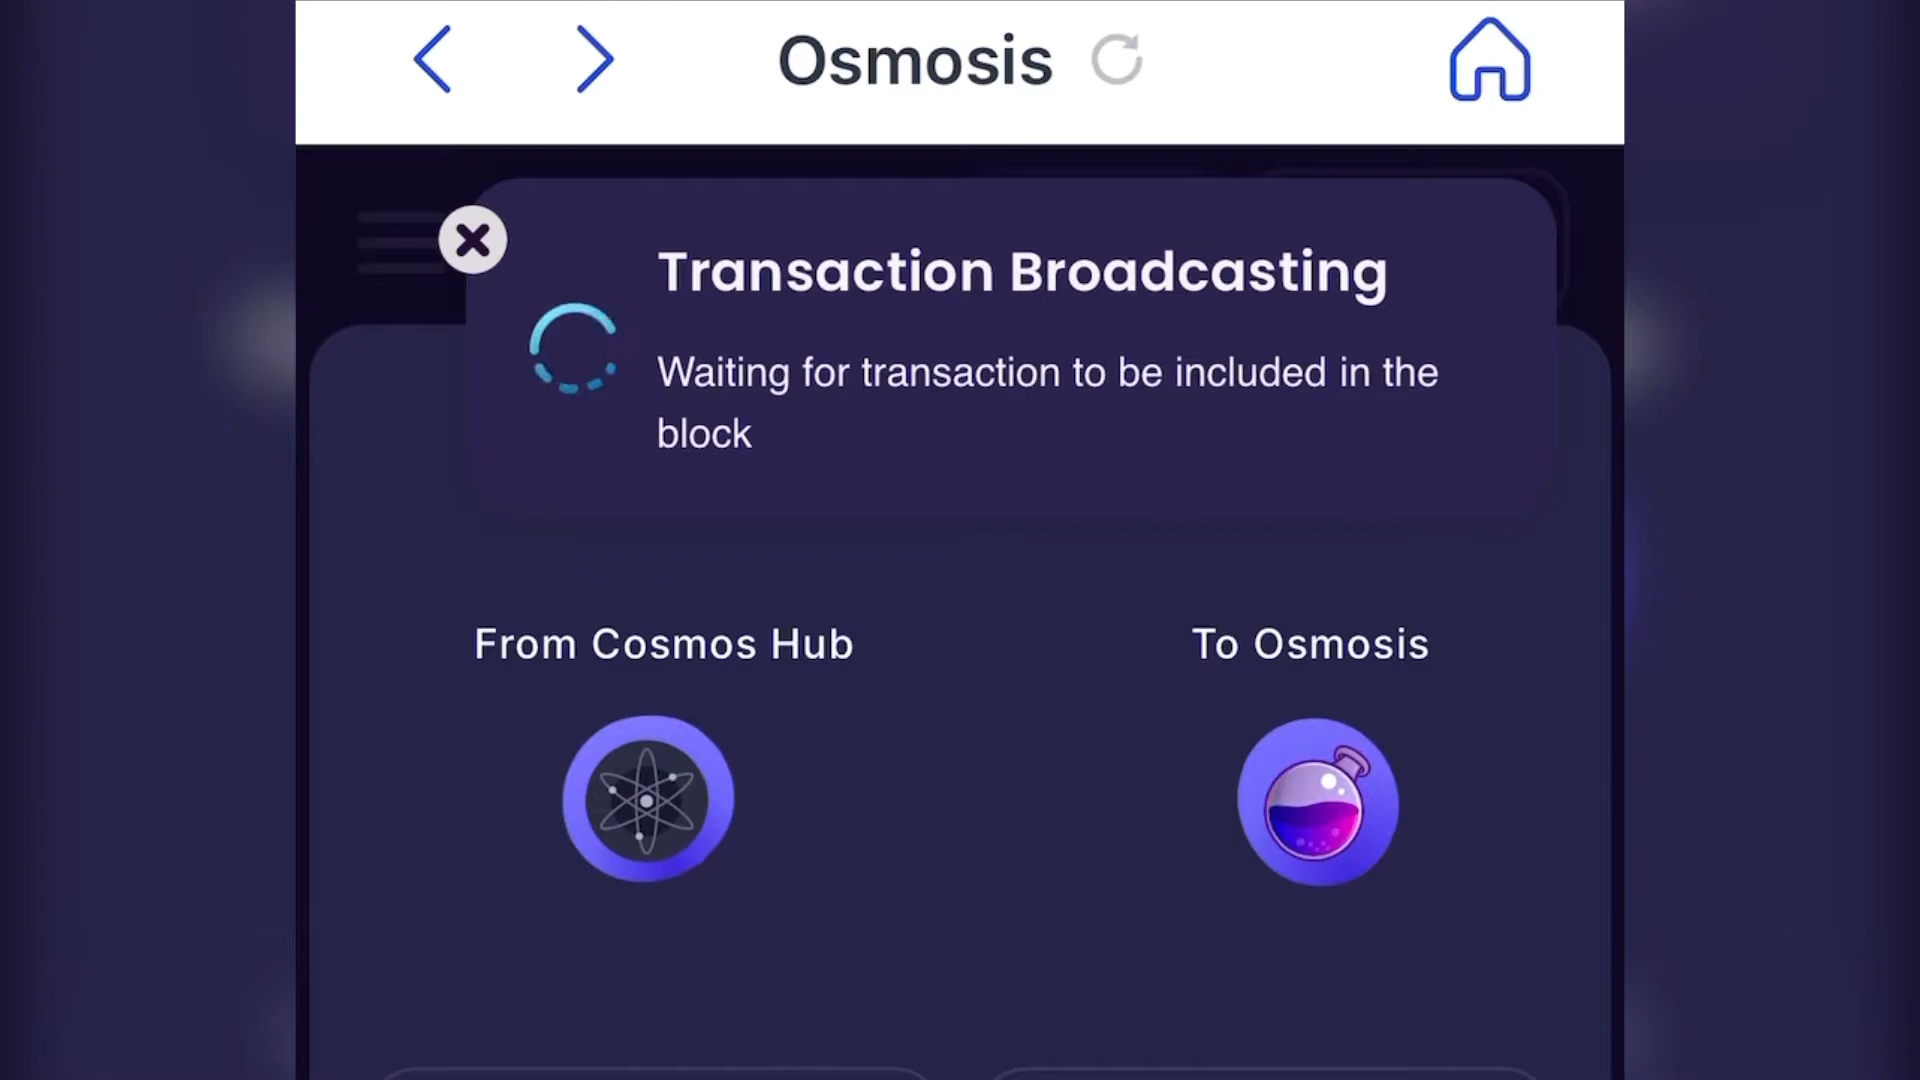 Osmosis
Transaction Broadcasting
Waiting for transaction to be included in the
block
From Cosmos Hub
To Osmosis